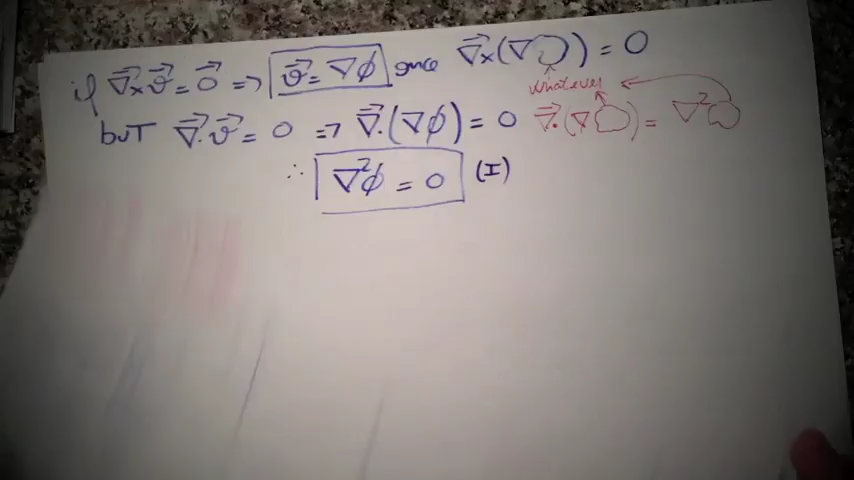 if ∇⃗×ϑ⃗ = 0⃗ ⇒ ϑ⃗ = ∇ϕ since ∇⃗×(∇ ) = 0
whatever
but ∇⃗·ϑ⃗ = 0 ⇒ ∇⃗·(∇ϕ) = 0 ∇⃗·(∇ ) = ∇²
∴ ∇²ϕ = 0 (I)